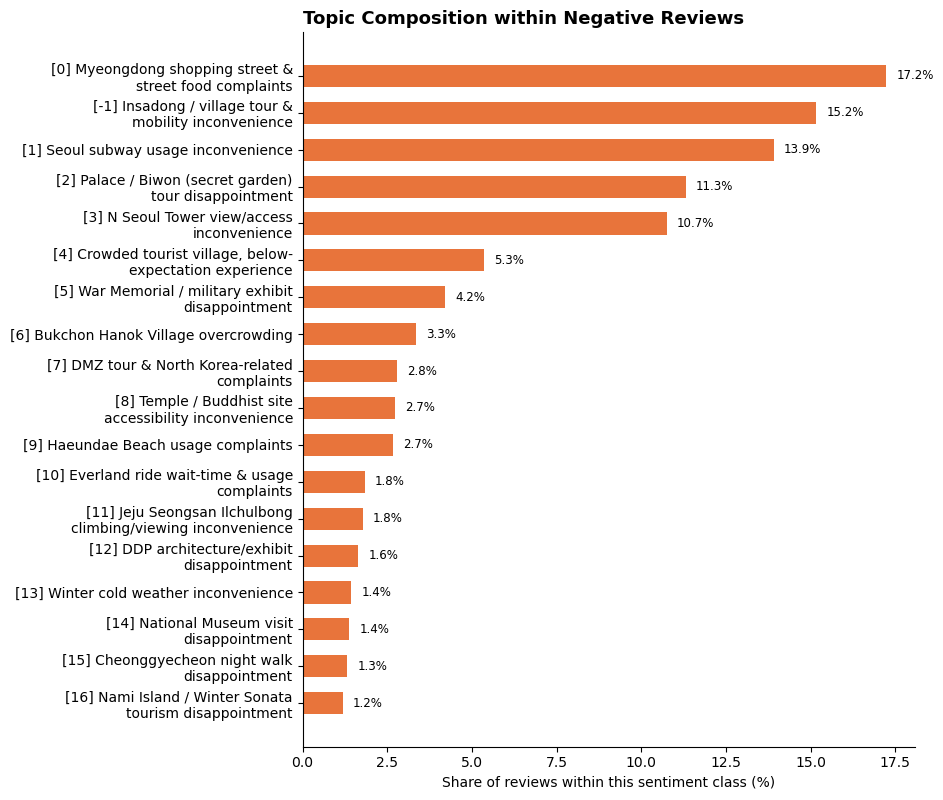 Topic Composition within Negative Reviews
[0] Myeongdong shopping street &
street food complaints
17.2%
[-1] Insadong / village tour &
mobility inconvenience
15.2%
[1] Seoul subway usage inconvenience
13.9%
[2] Palace / Biwon (secret garden)
tour disappointment
11.3%
[3] N Seoul Tower view/access
inconvenience
10.7%
[4] Crowded tourist village, below-
expectation experience
5.3%
[5] War Memorial / military exhibit
disappointment
4.2%
[6] Bukchon Hanok Village overcrowding
3.3%
[7] DMZ tour & North Korea-related
complaints
2.8%
[8] Temple / Buddhist site
accessibility inconvenience
2.7%
[9] Haeundae Beach usage complaints
2.7%
[10] Everland ride wait-time & usage
complaints
1.8%
[11] Jeju Seongsan Ilchulbong
climbing/viewing inconvenience
1.8%
[12] DDP architecture/exhibit
disappointment
1.6%
[13] Winter cold weather inconvenience
1.4%
[14] National Museum visit
disappointment
1.4%
[15] Cheonggyecheon night walk
disappointment
1.3%
[16] Nami Island / Winter Sonata
tourism disappointment
1.2%
0.0 2.5 5.0 7.5 10.0 12.5 15.0 17.5
Share of reviews within this sentiment class (%)